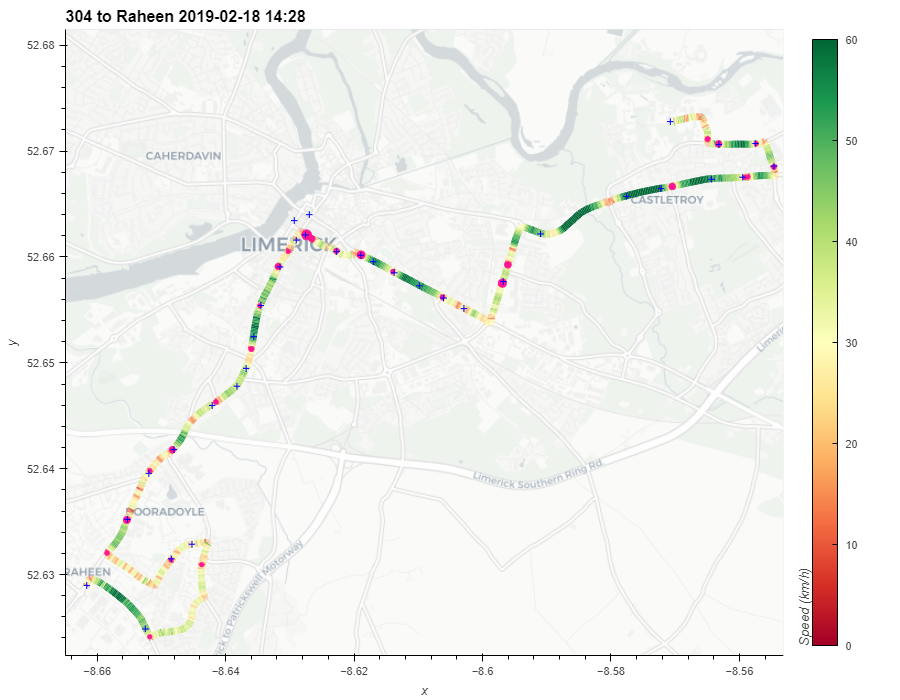 304 to Raheen 2019-02-18 14:28
52.68
52.67
52.66
52.65
52.64
52.63
y
CAHERDAVIN
LIMERICK
CASTLETROY
Limerick
Limerick Southern Ring Rd
OORADOYLE
RAHEEN
ck to Patrickswell Motorway
−8.66
−8.64
−8.62
−8.6
−8.58
−8.56
x
60
50
40
30
20
10
0
Speed (km/h)